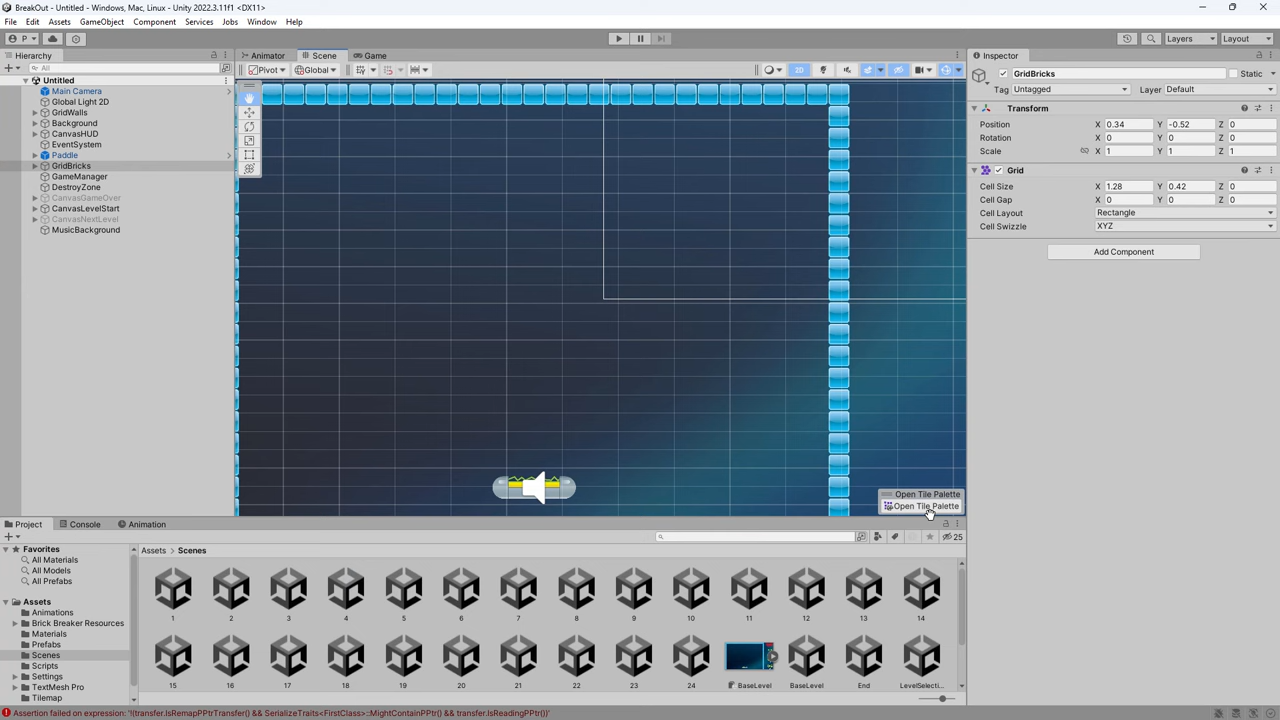 BreakOut - Untitled - Windows, Mac, Linux - Unity 2022.3.11f1 <DX11>
File Edit Assets GameObject Component Services Jobs Window Help
P
Layers Layout
Hierarchy
All
Untitled
Main Camera
Global Light 2D
GridWalls
Background
CanvasHUD
EventSystem
Paddle
GridBricks
GameManager
DestroyZone
CanvasGameOver
CanvasLevelStart
CanvasNextLevel
MusicBackground
Animator Scene Game
Pivot Global 2D
Open Tile Palette
Open Tile Palette
Inspector
GridBricks Static
Tag Untagged Layer Default
Transform
Position X 0.34 Y -0.52 Z 0
Rotation X 0 Y 0 Z 0
Scale X 1 Y 1 Z 1
Grid
Cell Size X 1.28 Y 0.42 Z 0
Cell Gap X 0 Y 0 Z 0
Cell Layout Rectangle
Cell Swizzle XYZ
Add Component
Project Console Animation
25
Favorites
All Materials
All Models
All Prefabs
Assets
Animations
Brick Breaker Resources
Materials
Prefabs
Scenes
Scripts
Settings
TextMesh Pro
Tilemap
Assets > Scenes
1 2 3 4 5 6 7 8 9 10 11 12 13 14
15 16 17 18 19 20 21 22 23 24 BaseLevel BaseLevel End LevelSelecti...
Assertion failed on expression: '!(transfer.IsRemapPPtrTransfer() && SerializeTraits<FirstClass>::MightContainPPtr() && transfer.IsReadingPPtr())'